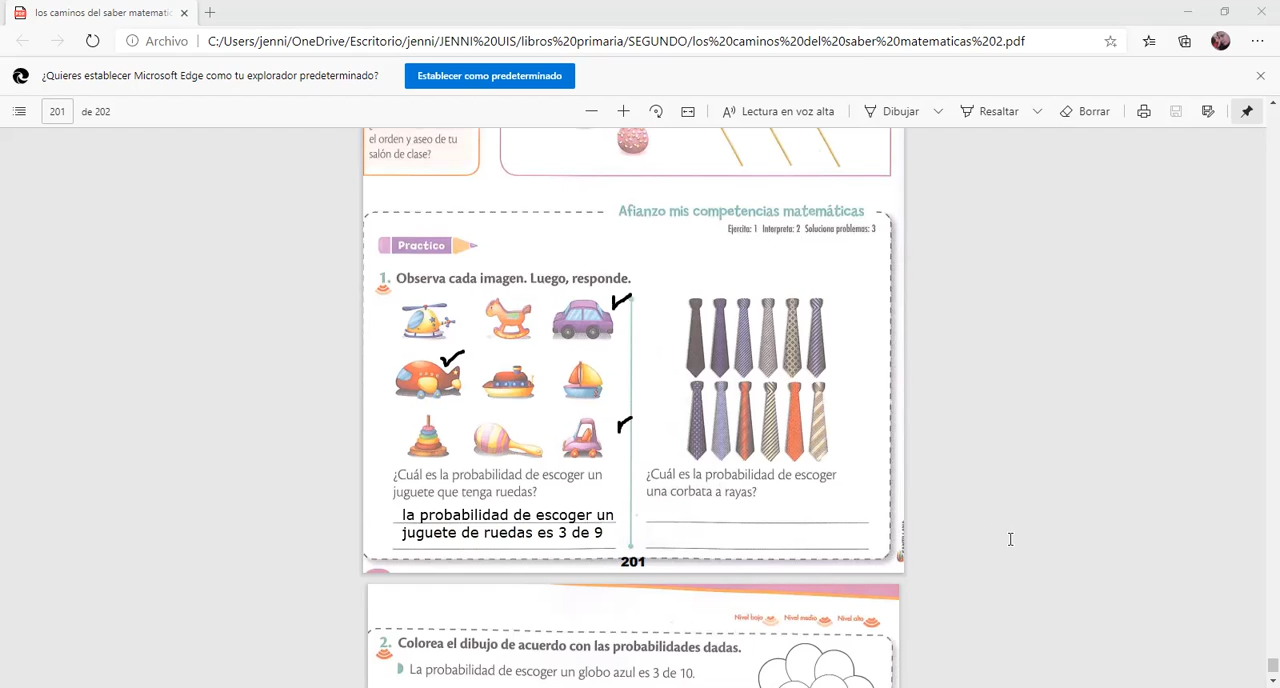 los caminos del saber matematic
Archivo
C:/Users/jenni/OneDrive/Escritorio/jenni/JENNI%20UIS/libros%20primaria/SEGUNDO/los%20caminos%20del%20saber%20matematicas%202.pdf
¿Quieres establecer Microsoft Edge como tu explorador predeterminado?
Establecer como predeterminado
201 de 202
Lectura en voz alta
Dibujar
Resaltar
Borrar
el orden y aseo de tu
salón de clase?
Afianzo mis competencias matemáticas
Ejercita: 1 Interpreta: 2 Soluciona problemas: 3
Practico
1. Observa cada imagen. Luego, responde.
¿Cuál es la probabilidad de escoger un
juguete que tenga ruedas?
la probabilidad de escoger un
juguete de ruedas es 3 de 9
¿Cuál es la probabilidad de escoger
una corbata a rayas?
201
Nivel bajo Nivel medio Nivel alto
2. Colorea el dibujo de acuerdo con las probabilidades dadas.
La probabilidad de escoger un globo azul es 3 de 10.